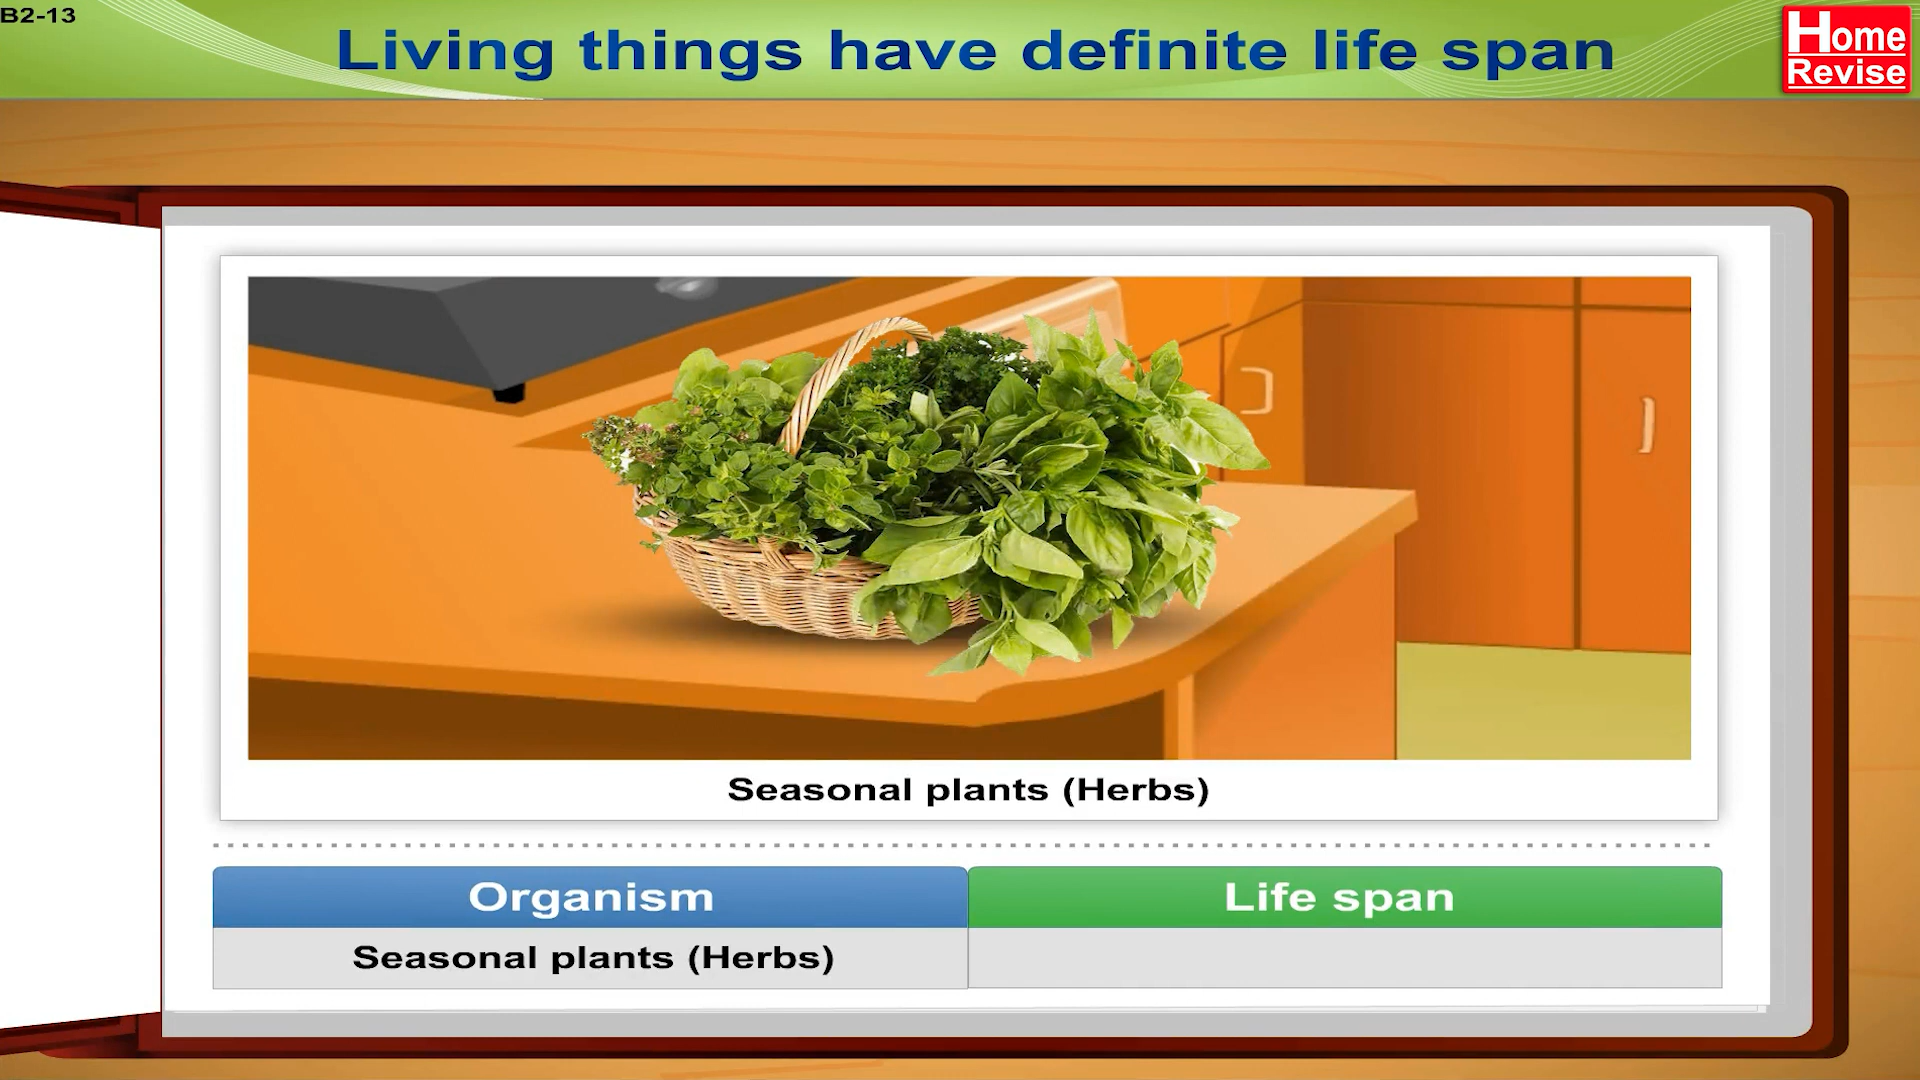 B2-13
Living things have definite life span
Home
Revise
Seasonal plants (Herbs)
Organism
Life span
Seasonal plants (Herbs)